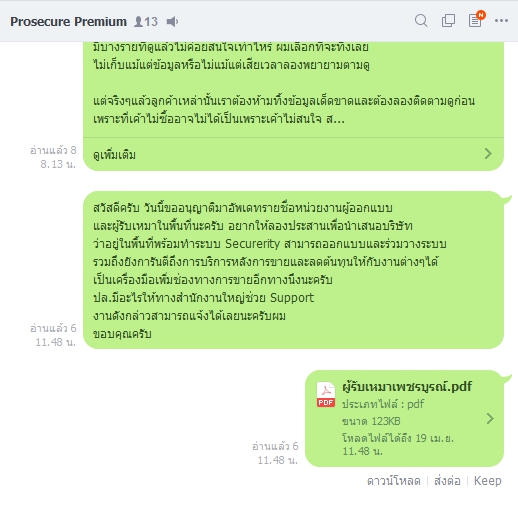 Prosecure Premium 13
N
มีบางรายที่ดูแล้วไม่ค่อยสนใจเท่าไหร่ ผมเลือกที่จะทิ้งเลย
ไม่เก็บแม้แต่ข้อมูลหรือไม่แม้แต่เสียเวลาลองพยายามตามดู
แต่จริงๆแล้วลูกค้าเหล่านั้นเราต้องห้ามทิ้งข้อมูลเด็ดขาดและต้องลองติดตามดูก่อน
เพราะที่เค้าไม่ซื้ออาจไม่ได้เป็นเพราะเค้าไม่สนใจ ส...
ดูเพิ่มเติม
อ่านแล้ว 8
8.13 น.
สวัสดีครับ วันนี้ขออนุญาติมาอัพเดทรายชื่อหน่วยงานผู้ออกแบบ
และผู้รับเหมาในพื้นที่นะครับ อยากให้ลองประสานเพื่อนำเสนอบริษัท
ว่าอยู่ในพื้นที่พร้อมทำระบบ Securerity สามารถออกแบบและร่วมวางระบบ
รวมถึงยังการันตีถึงการบริการหลังการขายและลดต้นทุนให้กับงานต่างๆได้
เป็นเครื่องมือเพิ่มช่องทางการขายอีกทางนึงนะครับ
ปล.มีอะไรให้ทางสำนักงานใหญ่ช่วย Support
งานดังกล่าวสามารถแจ้งได้เลยนะครับผม
ขอบคุณครับ
อ่านแล้ว 6
11.48 น.
ผู้รับเหมาเพชรบูรณ์.pdf
PDF
ประเภทไฟล์ : pdf
ขนาด 123KB
โหลดไฟล์ได้ถึง 19 เม.ย.
11.48 น.
อ่านแล้ว 6
11.48 น.
ดาวน์โหลด | ส่งต่อ | Keep